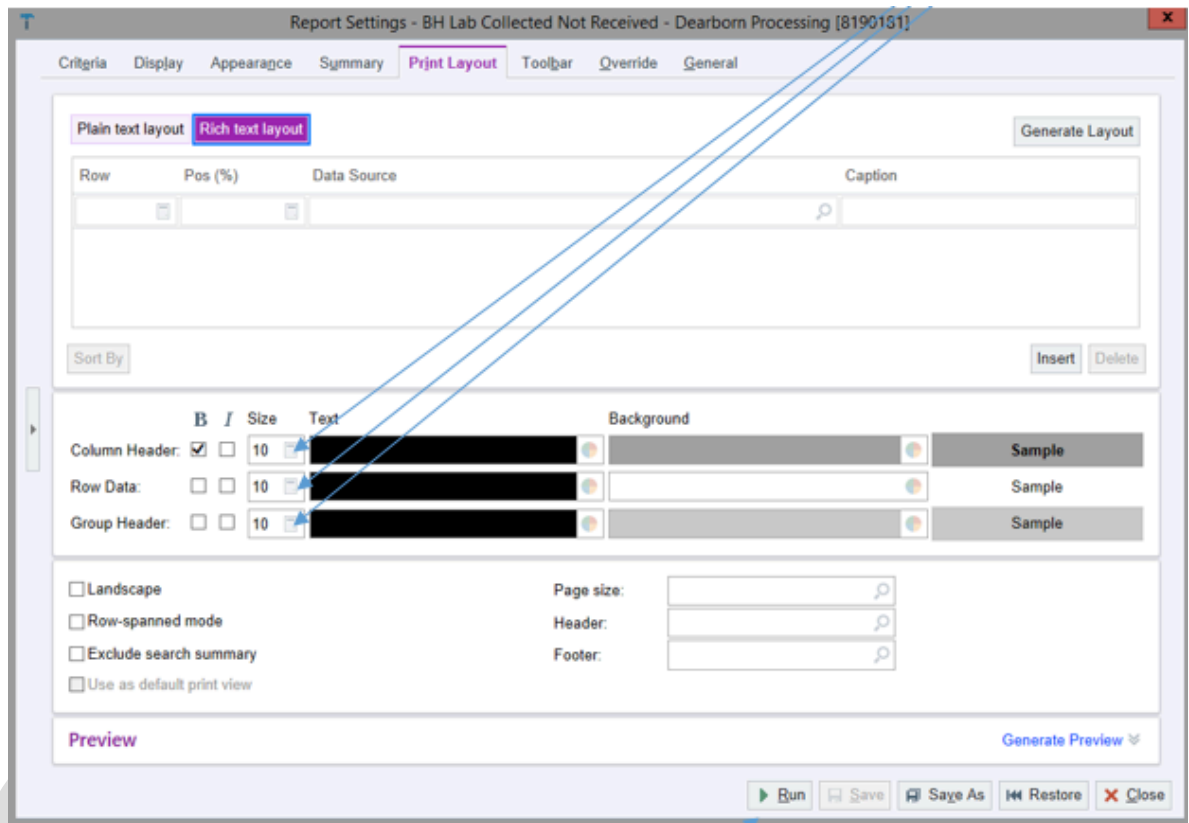 Report Settings - BH Lab Collected Not Received - Dearborn Processing [8190181]
Criteria Display Appearance Summary Print Layout Toolbar Override General
Plain text layout Rich text layout Generate Layout
Row Pos (%) Data Source Caption
Sort By Insert Delete
B I Size Text Background
Column Header: 10 Sample
Row Data: 10 Sample
Group Header: 10 Sample
Landscape Page size:
Row-spanned mode Header:
Exclude search summary Footer:
Use as default print view
Preview Generate Preview
Run Save Save As Restore Close